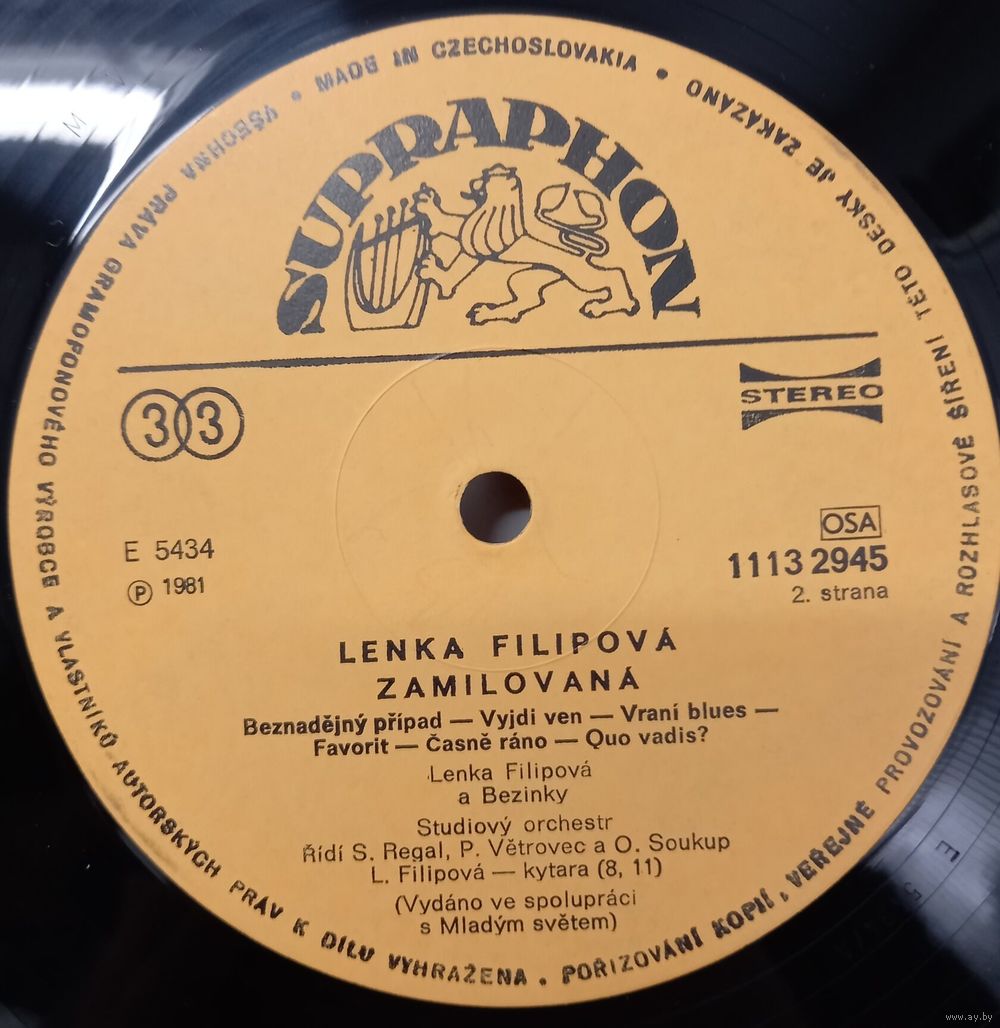 VŠECHNA PRÁVA GRAMOFONOVÉHO VÝROBCE A VLASTNÍKŮ AUTORSKÝCH PRÁV K DÍLU VYHRAŽENA • POŘIZOVÁNÍ KOPIÍ, VEŘEJNÉ PROVOZOVÁNÍ A ROZHLASOVÉ ŠÍŘENÍ TÉTO DESKY JE ZAKÁZÁNO • MADE IN CZECHOSLOVAKIA •
SUPRAPHON
33
STEREO
E 5434
OSA
Ⓟ 1981
1113 2945
2. strana
LENKA FILIPOVÁ
ZAMILOVANÁ
Beznadějný případ — Vyjdi ven — Vraní blues —
Favorit — Časně ráno — Quo vadis?
Lenka Filipová
a Bezinky
Studiový orchestr
Řídí S. Regal, P. Větrovec a O. Soukup
L. Filipová — kytara (8, 11)
(Vydáno ve spolupráci
s Mladým světem)
www.ay.by